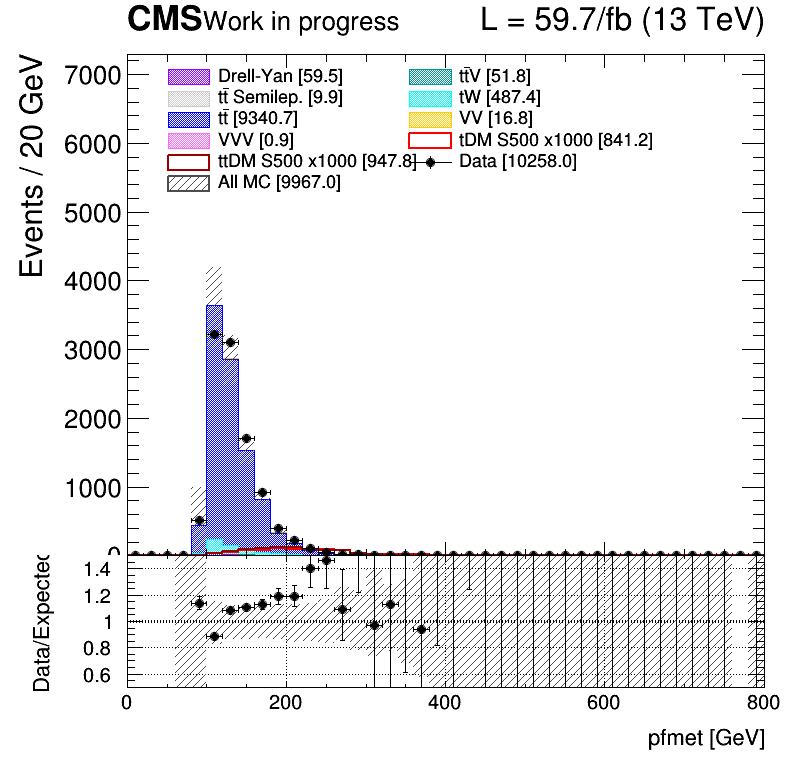 CMS Work in progress L = 59.7/fb (13 TeV)
Events / 20 GeV
7000
6000
5000
4000
3000
2000
1000
0
Drell-Yan [59.5]
tt̄V [51.8]
tt̄ Semilep. [9.9]
tW [487.4]
tt̄ [9340.7]
VV [16.8]
VVV [0.9]
tDM S500 x1000 [841.2]
ttDM S500 x1000 [947.8]
Data [10258.0]
All MC [9967.0]
Data/Expected
1.4
1.2
1
0.8
0.6
0 200 400 600 800
pfmet [GeV]